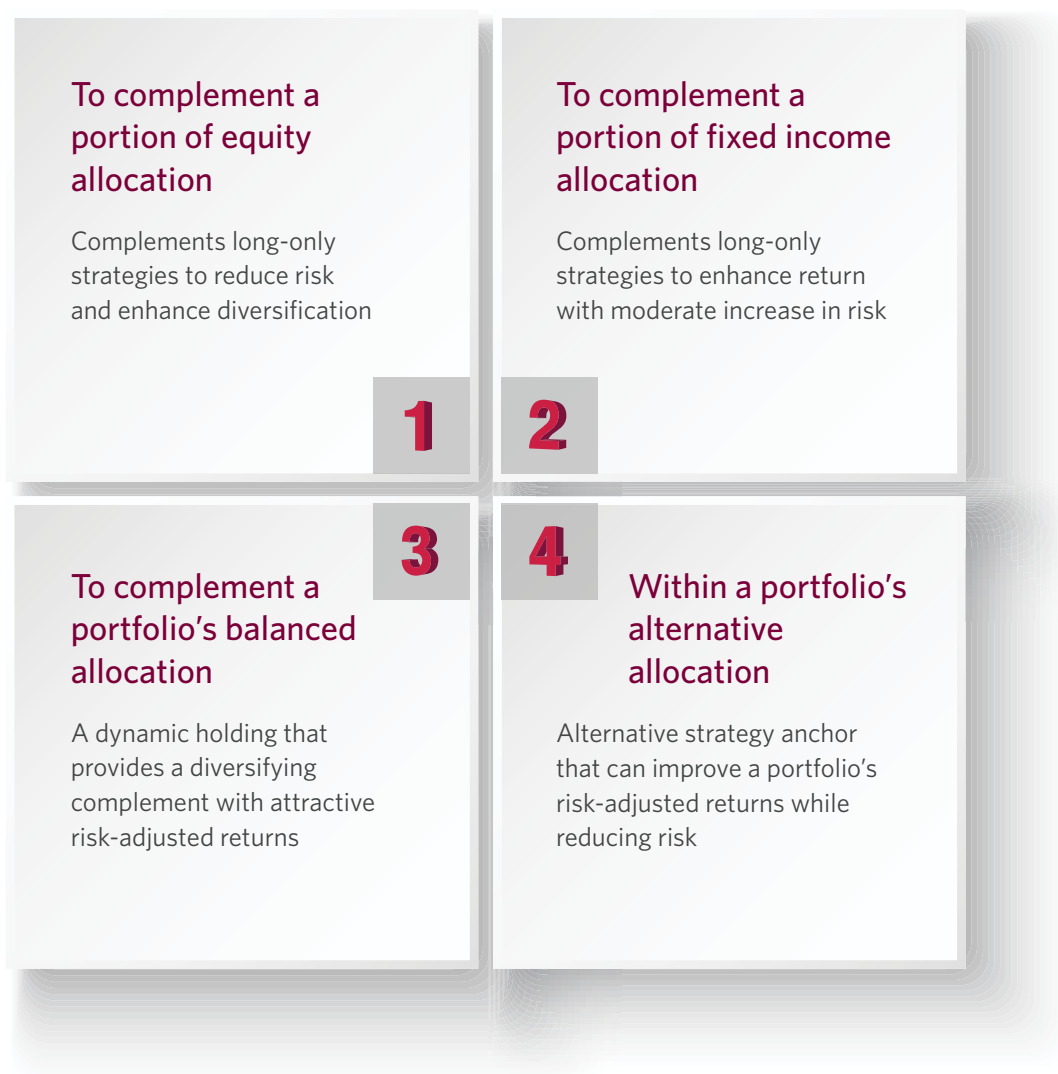 To complement a
portion of equity
allocation
Complements long-only
strategies to reduce risk
and enhance diversification
1
To complement a
portion of fixed income
allocation
Complements long-only
strategies to enhance return
with moderate increase in risk
2
3
To complement a
portfolio’s balanced
allocation
A dynamic holding that
provides a diversifying
complement with attractive
risk-adjusted returns
4
Within a portfolio’s
alternative
allocation
Alternative strategy anchor
that can improve a portfolio’s
risk-adjusted returns while
reducing risk